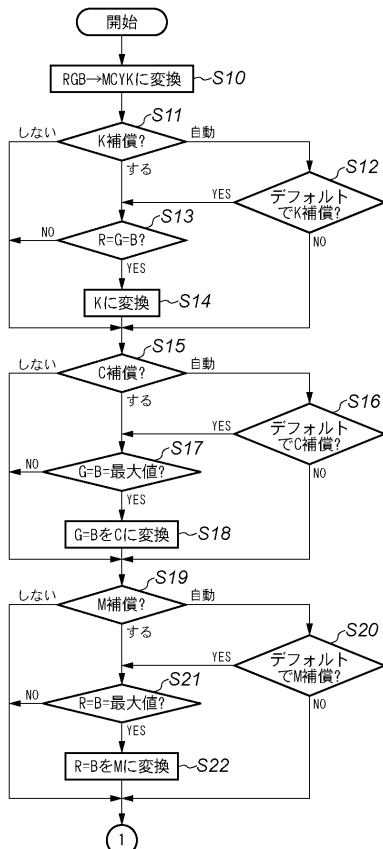 開始
RGB→MCYKに変換
S10
S11
しない
K補償?
自動
する
S12
YES
デフォルト
でK補償?
S13
NO
R=G=B?
YES
NO
Kに変換
S14
S15
しない
C補償?
自動
する
S16
YES
デフォルト
でC補償?
S17
NO
G=B=最大値?
YES
NO
G=BをCに変換
S18
S19
しない
M補償?
自動
する
S20
YES
デフォルト
でM補償?
S21
NO
R=B=最大値?
YES
NO
R=BをMに変換
S22
1